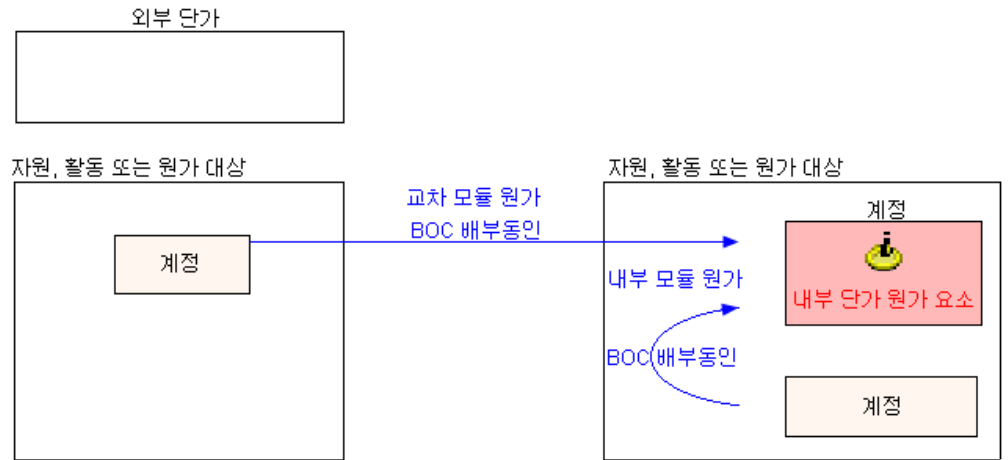 외부 단가
자원, 활동 또는 원가 대상
계정
교차 모듈 원가
BOC 배부동인
자원, 활동 또는 원가 대상
계정
내부 단가 원가 요소
내부 모듈 원가
BOC 배부동인
계정